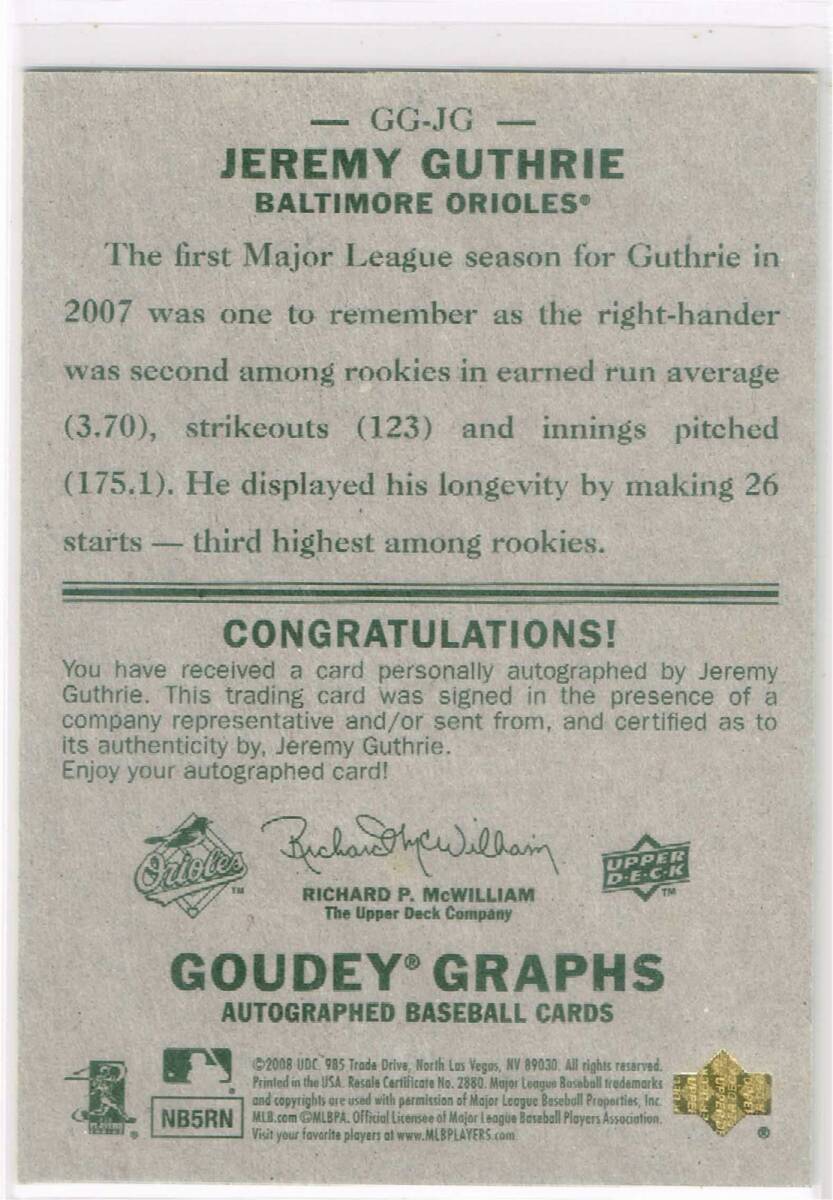 — GG-JG —
JEREMY GUTHRIE
BALTIMORE ORIOLES®
The first Major League season for Guthrie in
2007 was one to remember as the right-hander
was second among rookies in earned run average
(3.70), strikeouts (123) and innings pitched
(175.1). He displayed his longevity by making 26
starts — third highest among rookies.
CONGRATULATIONS!
You have received a card personally autographed by Jeremy
Guthrie. This trading card was signed in the presence of a
company representative and/or sent from, and certified as to
its authenticity by, Jeremy Guthrie.
Enjoy your autographed card!
Orioles™
Richard McWilliam
UPPER
D·E·C·K™
RICHARD P. McWILLIAM
The Upper Deck Company
GOUDEY® GRAPHS
AUTOGRAPHED BASEBALL CARDS
©2008 UDC. 985 Trade Drive, North Las Vegas, NV 89030. All rights reserved.
Printed in the USA. Resale Certificate No. 2880. Major League Baseball trademarks
and copyrights are used with permission of Major League Baseball Properties, Inc.
MLB.com ©MLBPA. Official Licensee of Major League Baseball Players Association.
Visit your favorite players at www.MLBPLAYERS.com
NB5RN
®
®